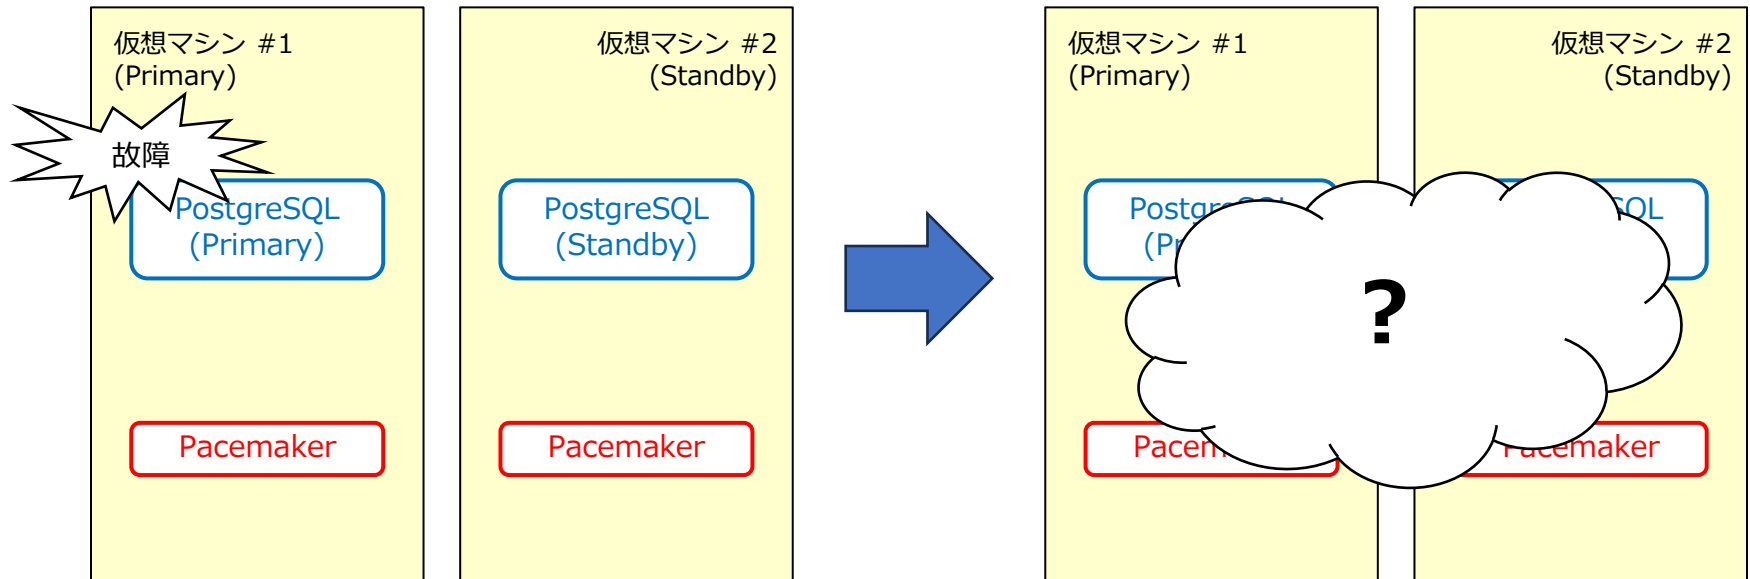 仮想マシン #1
(Primary)
故障
PostgreSQL
(Primary)
Pacemaker
仮想マシン #2
(Standby)
PostgreSQL
(Standby)
Pacemaker
仮想マシン #1
(Primary)
?
仮想マシン #2
(Standby)
SQL